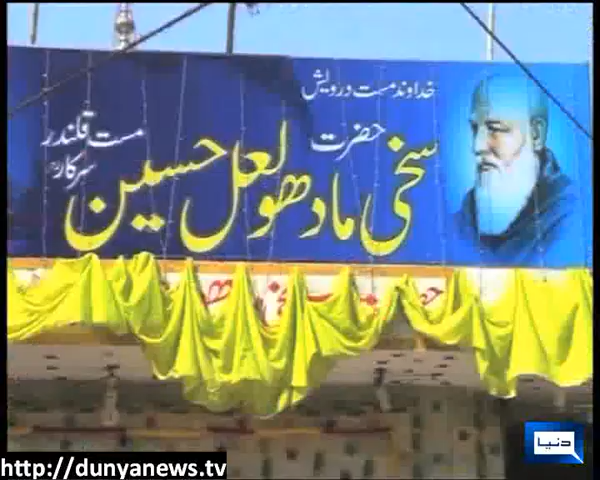 خداوند مست درویش
حضرت
مست قلندر
سخی مادھو لعل حسین
سرکار
دنیا
http://dunyanews.tv